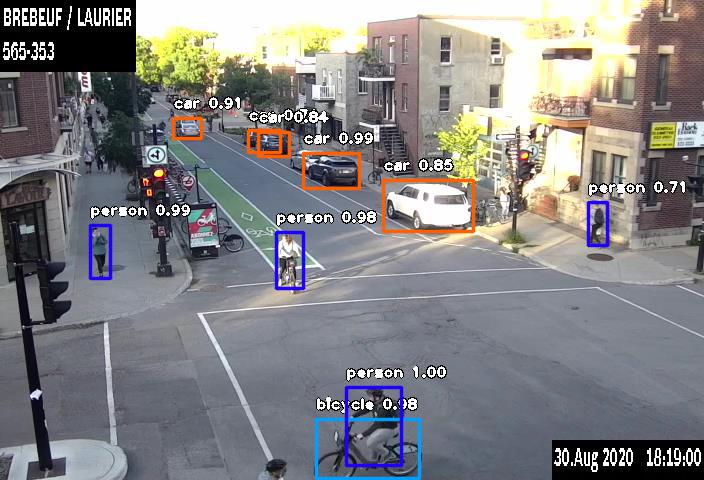 BREBEUF / LAURIER
565-353
car 0.91
car 0.84
car 0.99
car 0.85
person 0.71
person 0.99
person 0.98
person 1.00
bicycle 0.98
30.Aug 2020 18:19:00